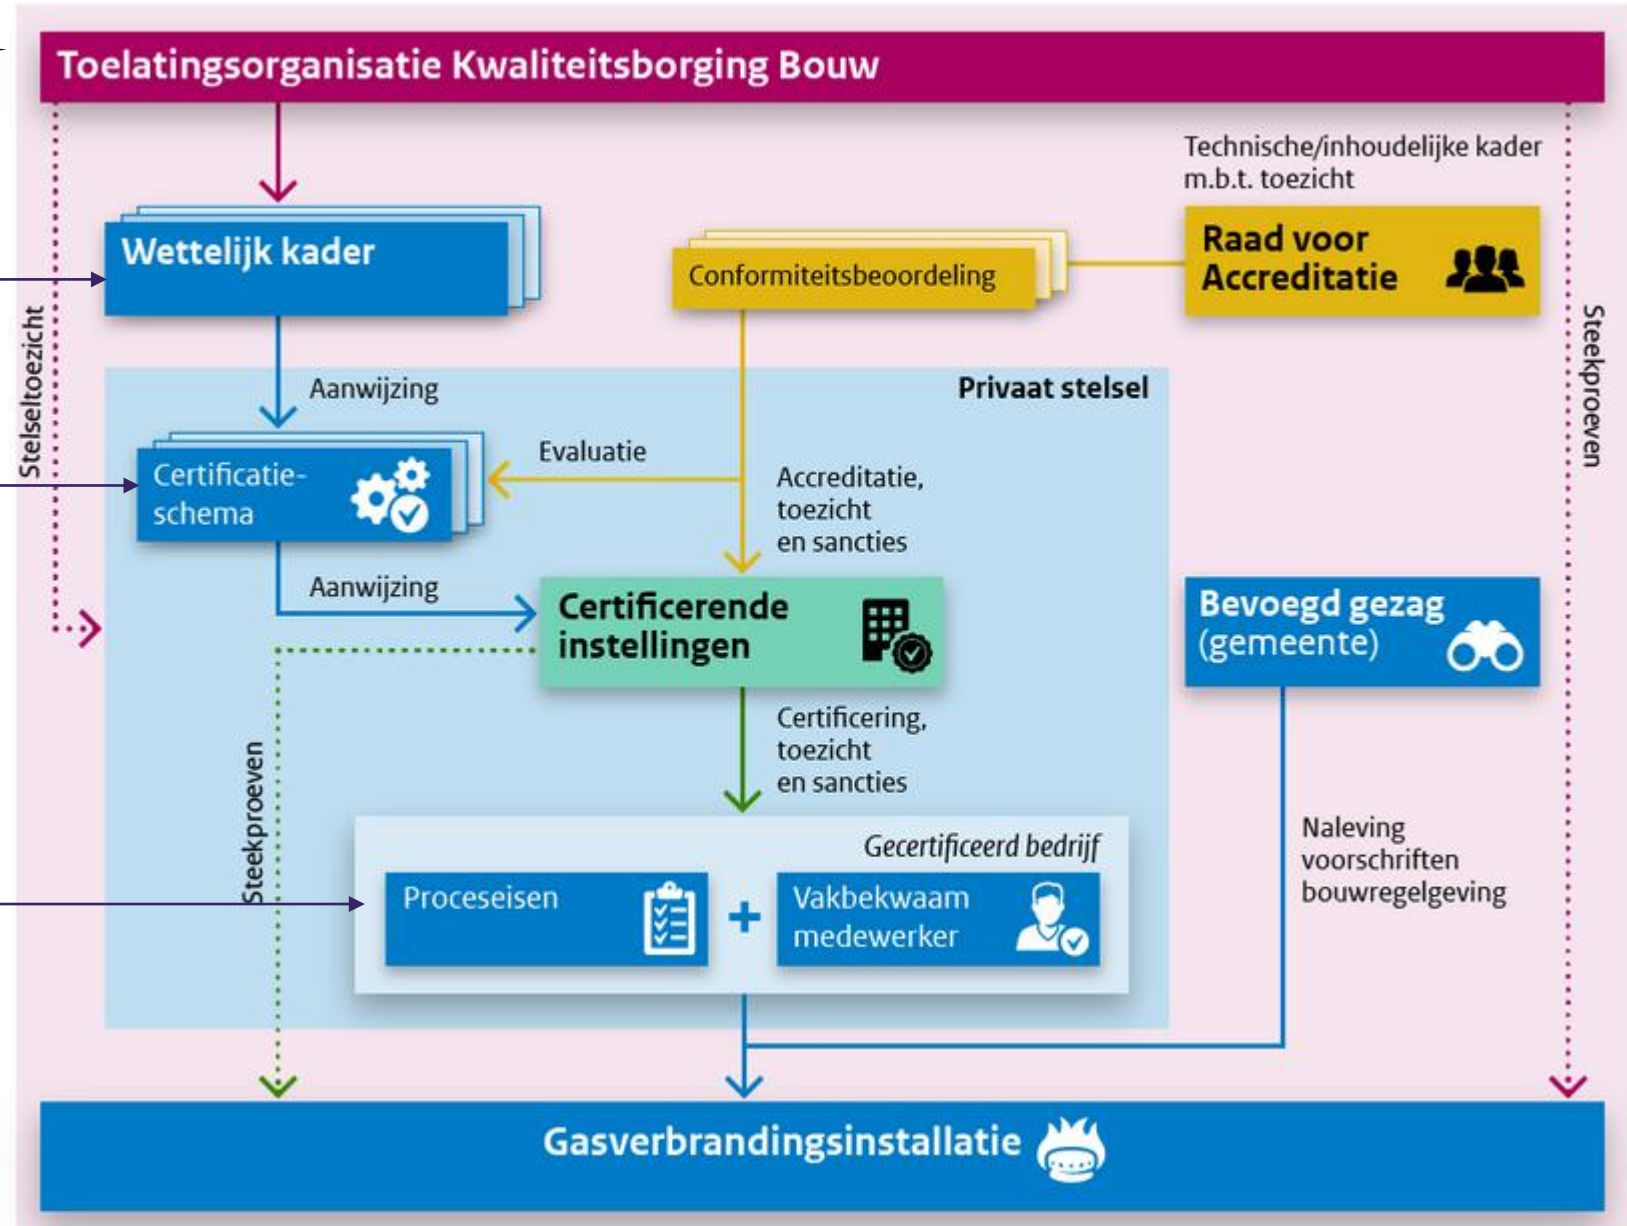 Toelatingsorganisatie Kwaliteitsborging Bouw
Technische/inhoudelijke kader
m.b.t. toezicht
Wettelijk kader
Conformiteitsbeoordeling
Raad voor
Accreditatie
Stelseltoezicht
Steekproeven
Aanwijzing
Privaat stelsel
Certificatie-
schema
Evaluatie
Accreditatie,
toezicht
en sancties
Aanwijzing
Certificerende
instellingen
Bevoegd gezag
(gemeente)
Certificering,
toezicht
en sancties
Steekproeven
Gecertificeerd bedrijf
Proceseisen
+
Vakbekwaam
medewerker
Naleving
voorschriften
bouwregelgeving
Gasverbrandingsinstallatie